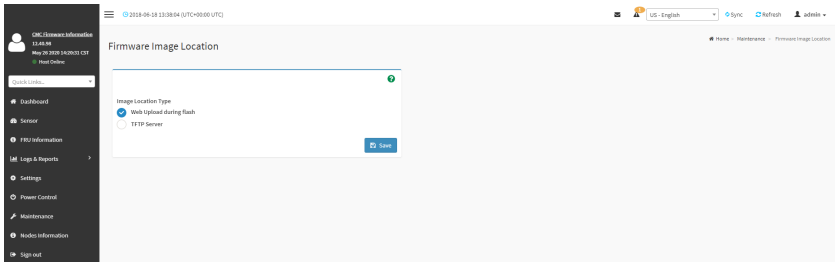 2018-06-18 13:38:04 (UTC+00:00 UTC)
US - English
Sync
Refresh
admin
CMC Firmware Information
12.40.98
May 26 2020 14:20:32 CST
Host Online
Quick Links...
Dashboard
Sensor
FRU Information
Logs & Reports
Settings
Power Control
Maintenance
Nodes Information
Sign out
Firmware Image Location
Home
Maintenance
Firmware Image Location
Image Location Type
Web Upload during flash
TFTP Server
Save